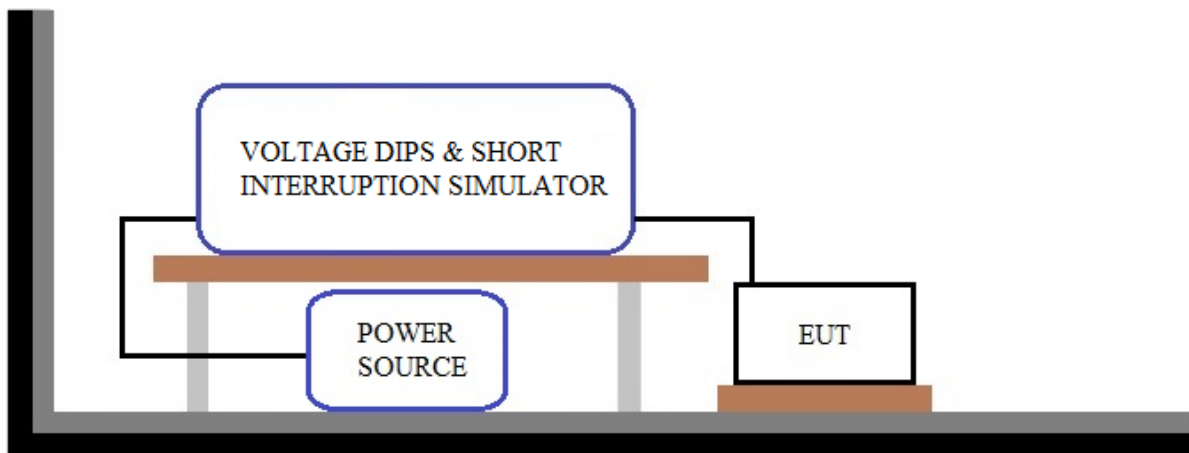 VOLTAGE DIPS & SHORT
INTERRUPTION SIMULATOR
POWER
SOURCE
EUT